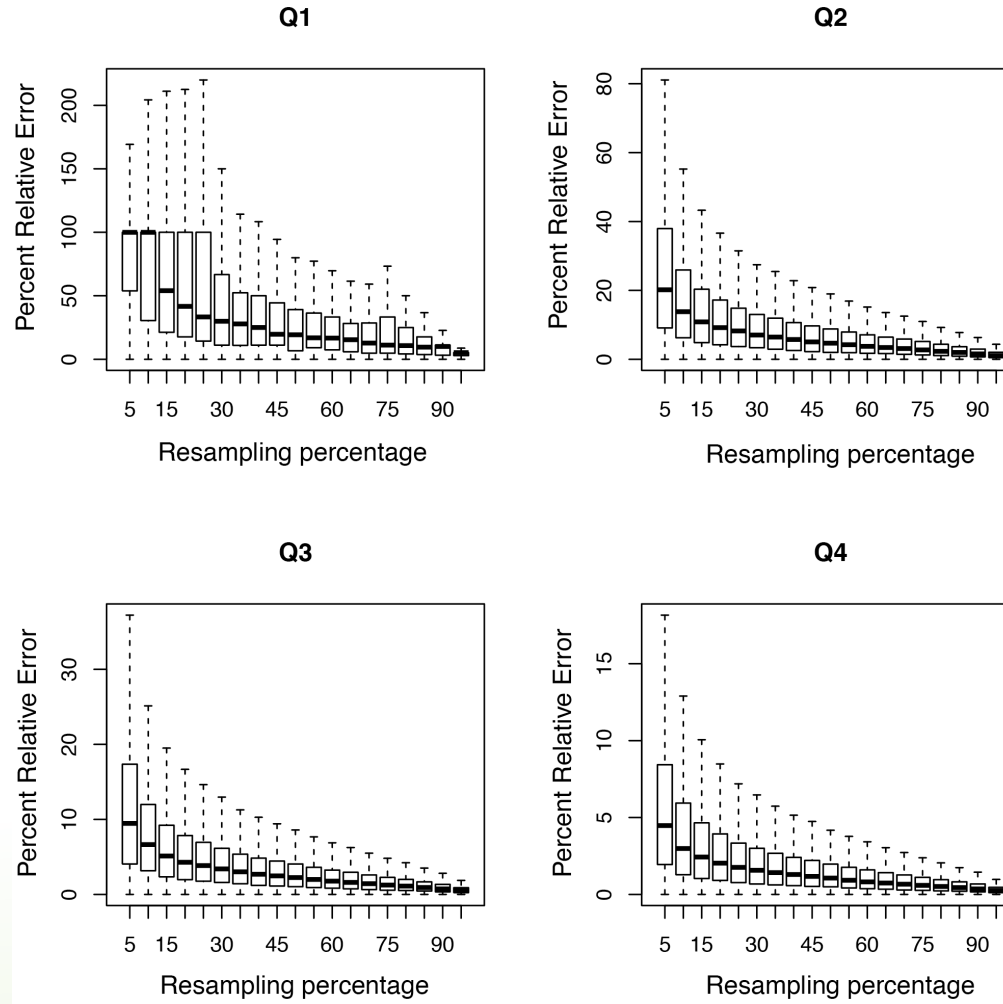 Q1
Percent Relative Error
200
150
100
50
0
5 15 30 45 60 75 90
Resampling percentage
Q2
Percent Relative Error
80
60
40
20
0
5 15 30 45 60 75 90
Resampling percentage
Q3
Percent Relative Error
30
20
10
0
5 15 30 45 60 75 90
Resampling percentage
Q4
Percent Relative Error
15
10
5
0
5 15 30 45 60 75 90
Resampling percentage